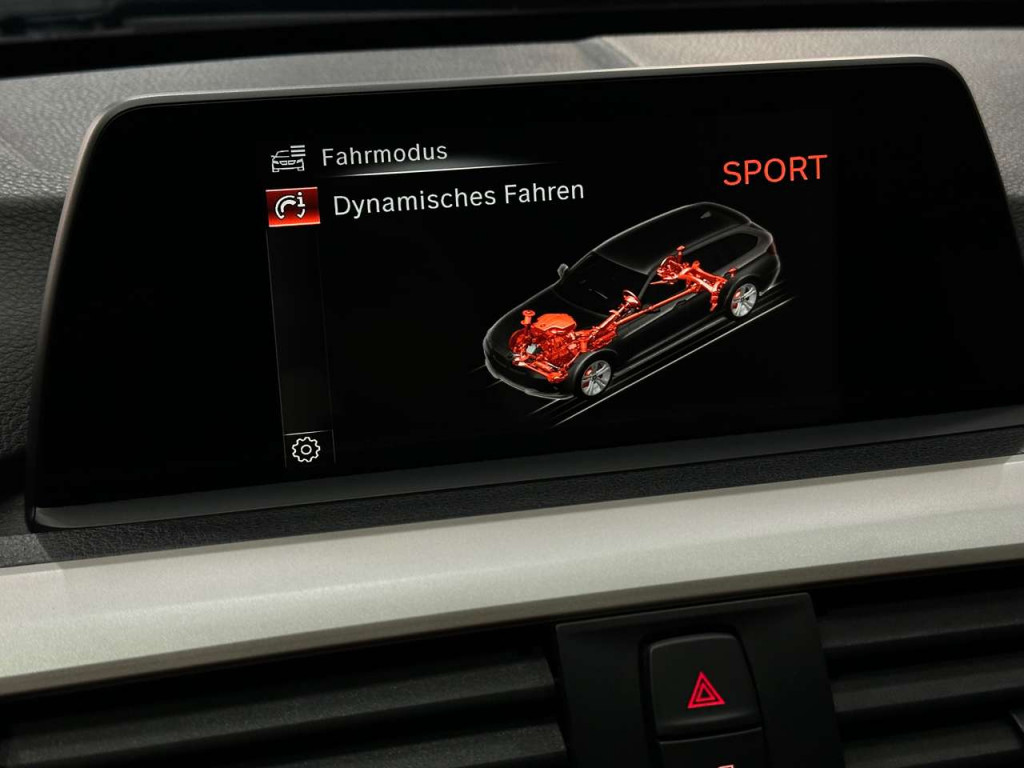 Fahrmodus
SPORT
Dynamisches Fahren